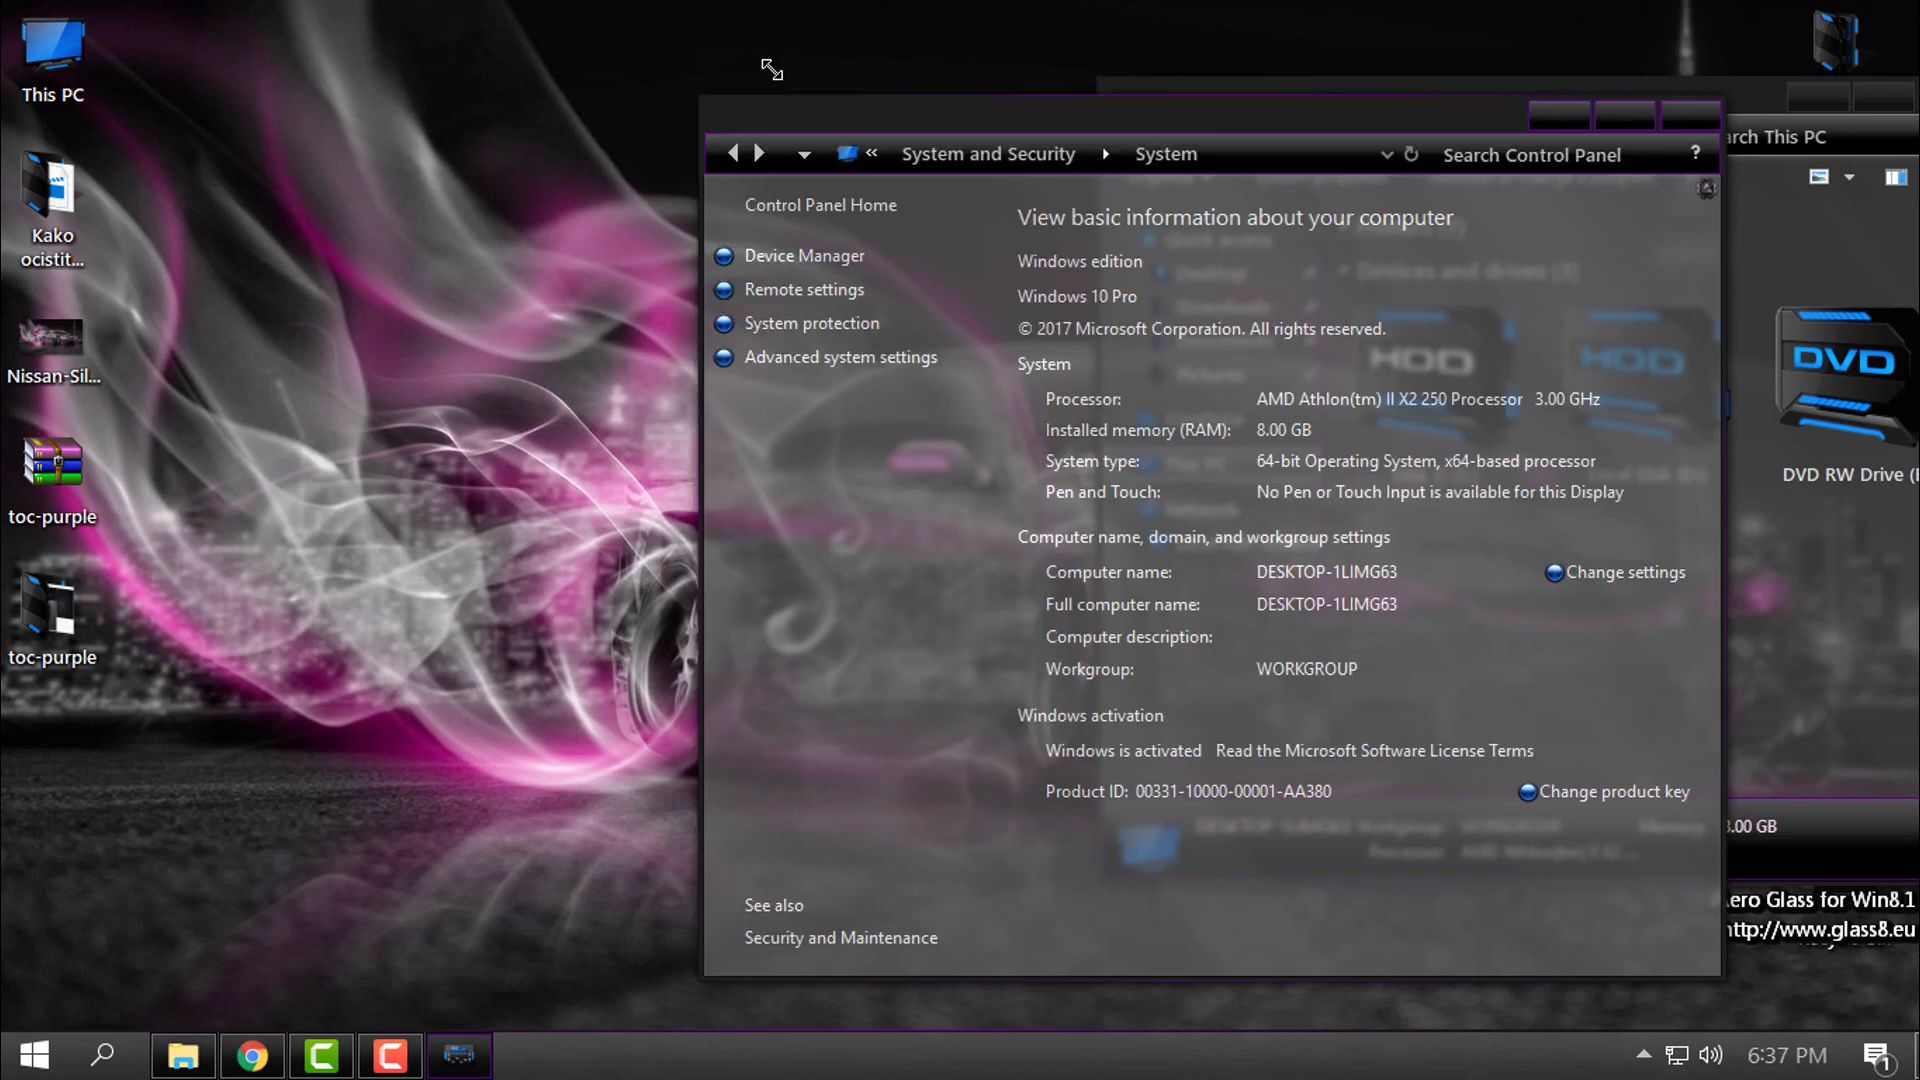 This PC
Kako
ocistit...
Nissan-Sil...
toc-purple
toc-purple
«
System and Security
System
Search Control Panel
?
Control Panel Home
Device Manager
Remote settings
System protection
Advanced system settings
View basic information about your computer
Windows edition
Windows 10 Pro
© 2017 Microsoft Corporation. All rights reserved.
System
Processor: AMD Athlon(tm) II X2 250 Processor 3.00 GHz
Installed memory (RAM): 8.00 GB
System type: 64-bit Operating System, x64-based processor
Pen and Touch: No Pen or Touch Input is available for this Display
Computer name, domain, and workgroup settings
Computer name: DESKTOP-1LIMG63
Change settings
Full computer name: DESKTOP-1LIMG63
Computer description:
Workgroup: WORKGROUP
Windows activation
Windows is activated Read the Microsoft Software License Terms
Product ID: 00331-10000-00001-AA380
Change product key
See also
Security and Maintenance
arch This PC
Devices and drives (3)
HDD
HDD
DVD
DVD RW Drive (
.00 GB
ero Glass for Win8.1
http://www.glass8.eu
6:37 PM
1